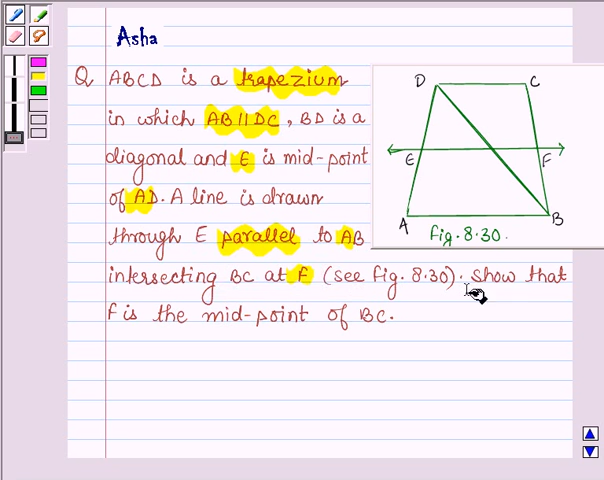 Asha
Q ABCD is a trapezium
in which AB||DC, BD is a
diagonal and E is mid-point
of AD. A line is drawn
through E parallel to AB
intersecting BC at F (see fig. 8.30). Show that
F is the mid-point of BC.
D C
E F
A B
fig. 8.30.